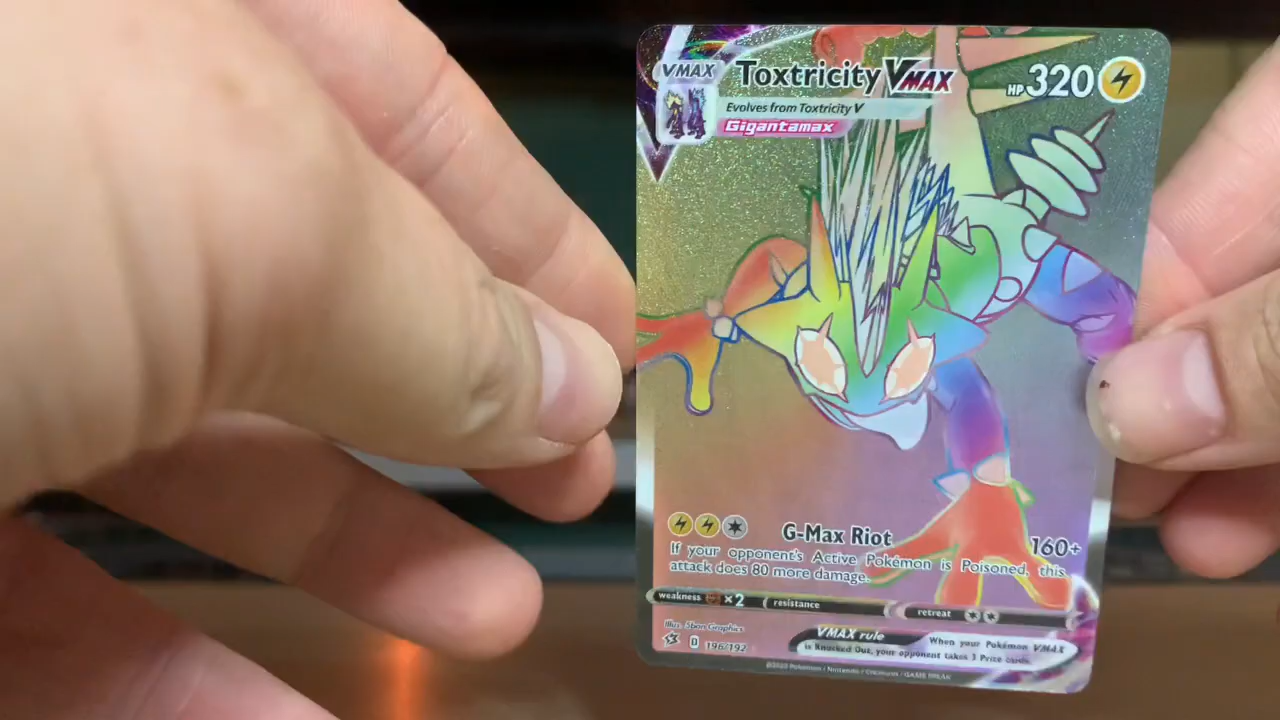 VMAX
Toxtricity VMAX
HP 320
Evolves from Toxtricity V
Gigantamax
G-Max Riot
160+
If your opponent's Active Pokémon is Poisoned, this
attack does 80 more damage.
weakness ×2 resistance retreat
Illus. 5ban Graphics
D 196/192
VMAX rule When your Pokémon VMAX
is Knocked Out, your opponent takes 3 Prize cards.
©2020 Pokémon / Nintendo / Creatures / GAME FREAK